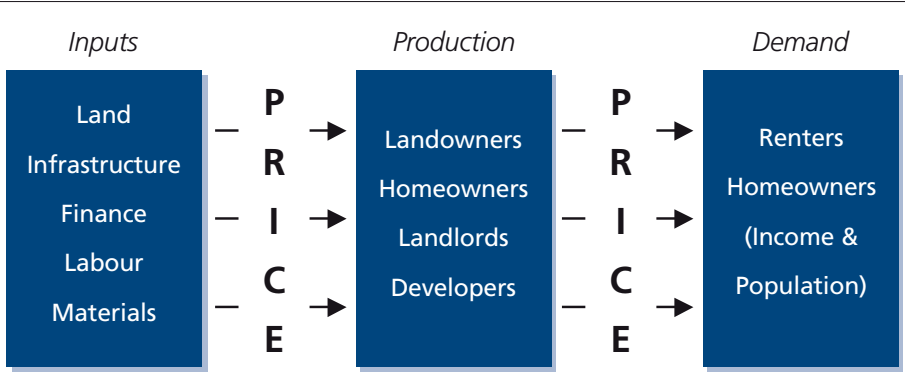 Inputs
Production
Demand
Land
Infrastructure
Finance
Labour
Materials
P
R
I
C
E
Landowners
Homeowners
Landlords
Developers
P
R
I
C
E
Renters
Homeowners
(Income &
Population)